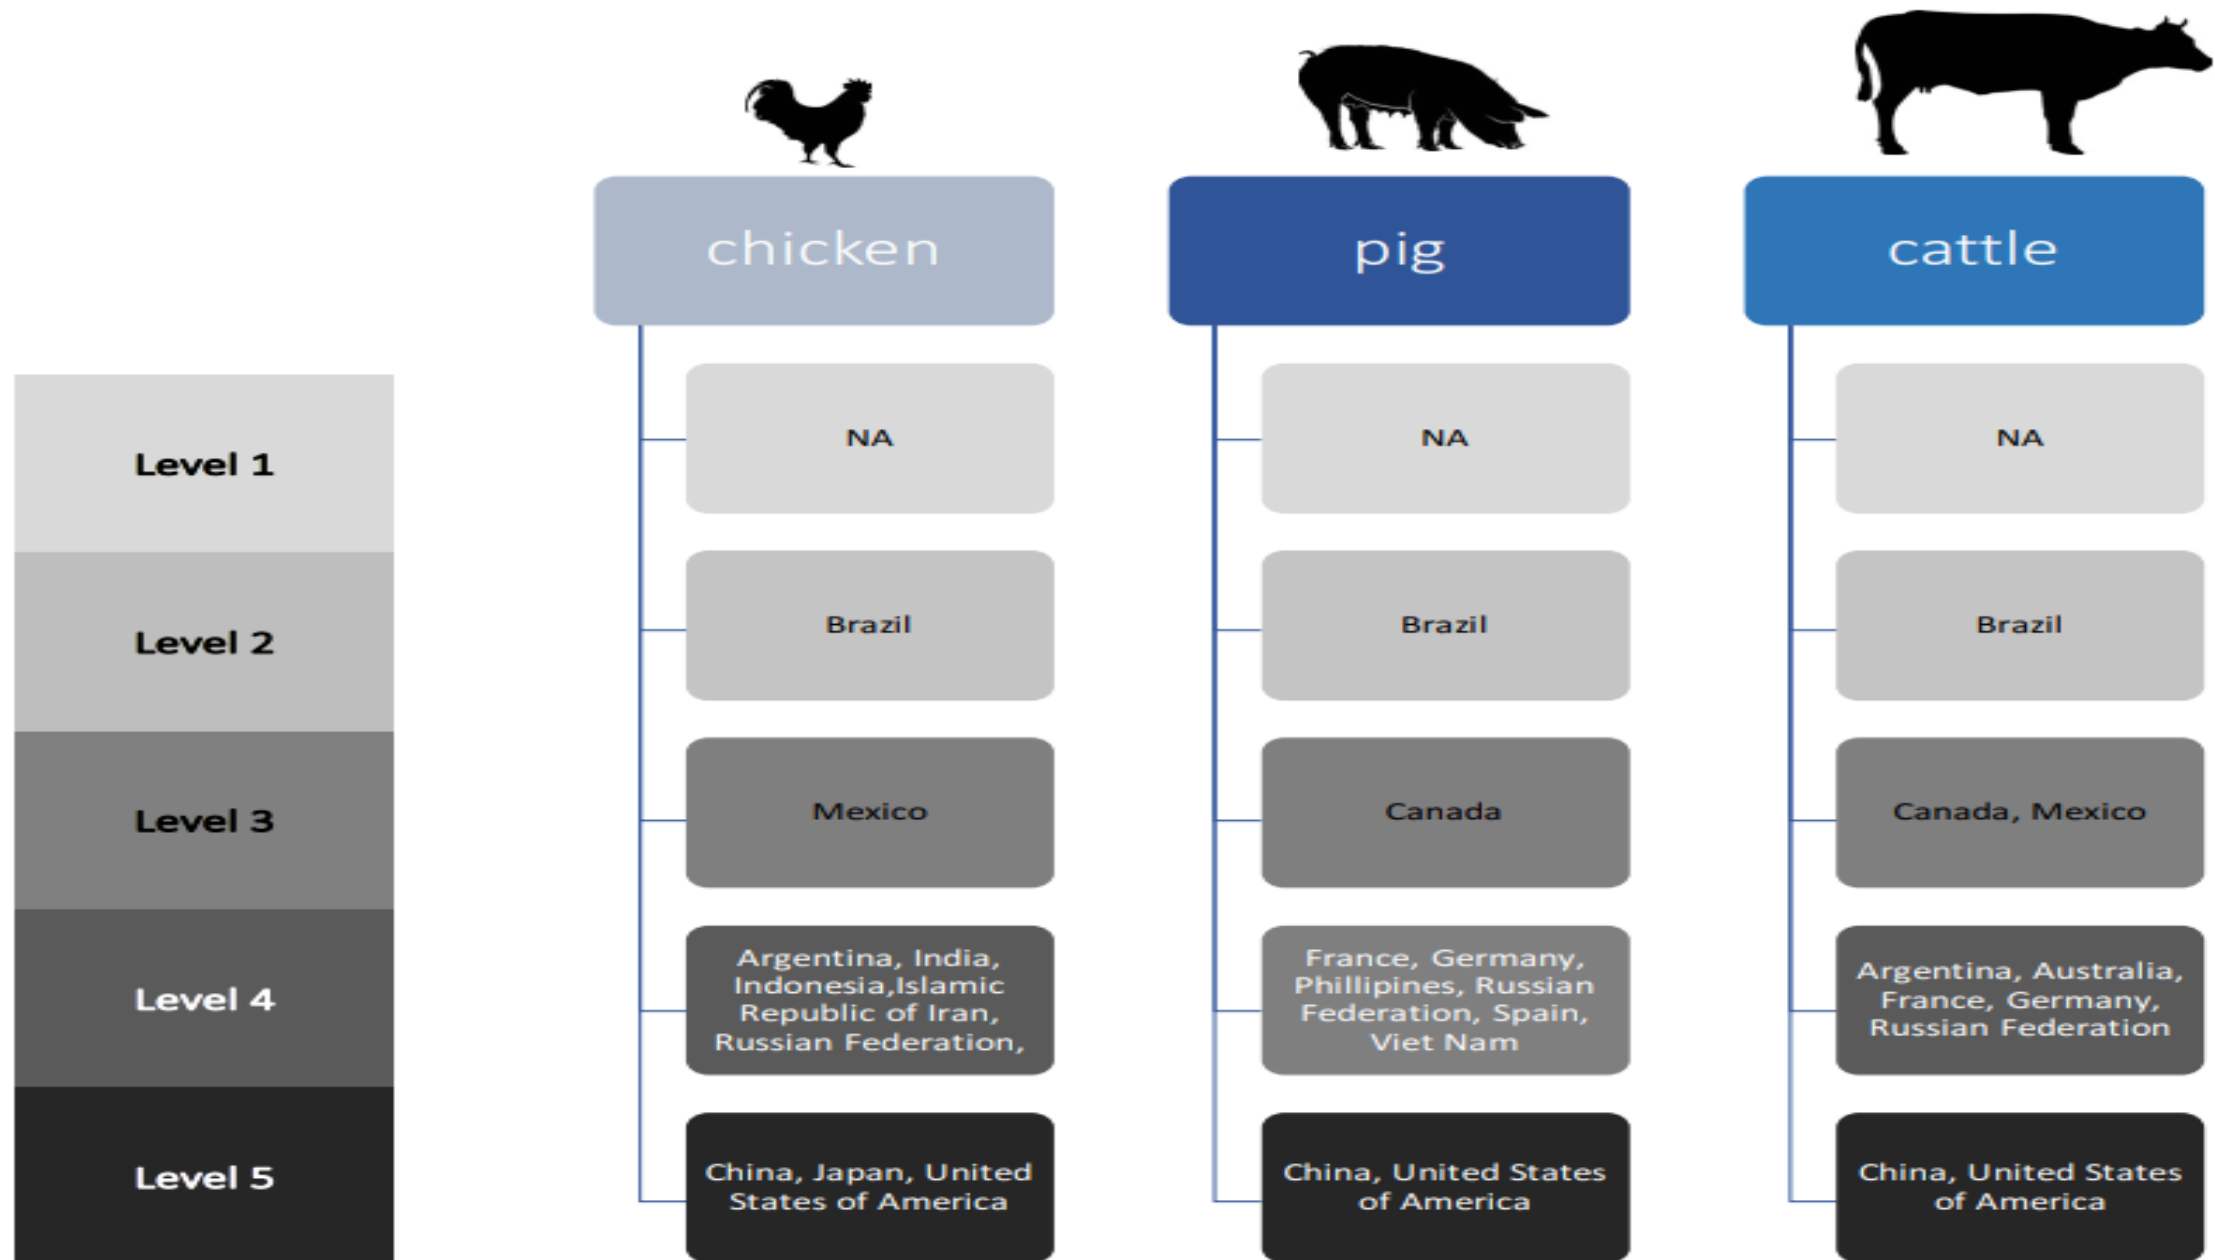 chicken
pig
cattle
Level 1
NA
NA
NA
Level 2
Brazil
Brazil
Brazil
Level 3
Mexico
Canada
Canada, Mexico
Level 4
Argentina, India,
Indonesia,Islamic
Republic of Iran,
Russian Federation,
France, Germany,
Phillipines, Russian
Federation, Spain,
Viet Nam
Argentina, Australia,
France, Germany,
Russian Federation
Level 5
China, Japan, United
States of America
China, United States
of America
China, United States
of America